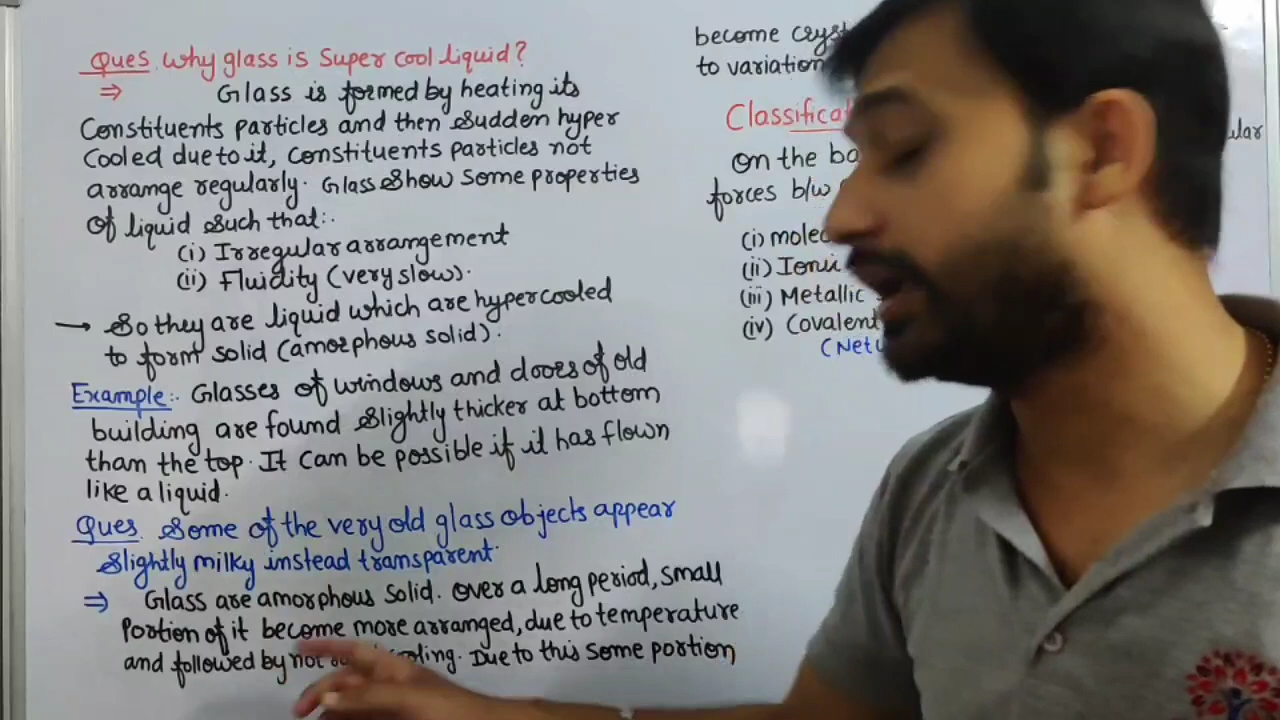 Ques. Why glass is Super cool liquid?
⇒ Glass is formed by heating its
Constituents particles and then Sudden hyper
Cooled due to it, Constituents particles not
arrange regularly. Glass Show some properties
of liquid such that:-
(i) Irregular arrangement
(ii) Fluidity (very slow).
→ So they are liquid which are hypercooled
to form solid (amorphous solid).
Example:- Glasses of windows and doors of old
building are found slightly thicker at bottom
than the top. It can be possible if it has flown
like a liquid.
Ques. Some of the very old glass objects appear
slightly milky instead transparent.
⇒ Glass are amorphous solid. Over a long period, small
Portion of it become more arranged, due to temperature
and followed by not cooling. Due to this some portion
become
to variation
on the
forces b/w
(i)
(ii) Ionic
(iii) Metallic
(iv) Covalent